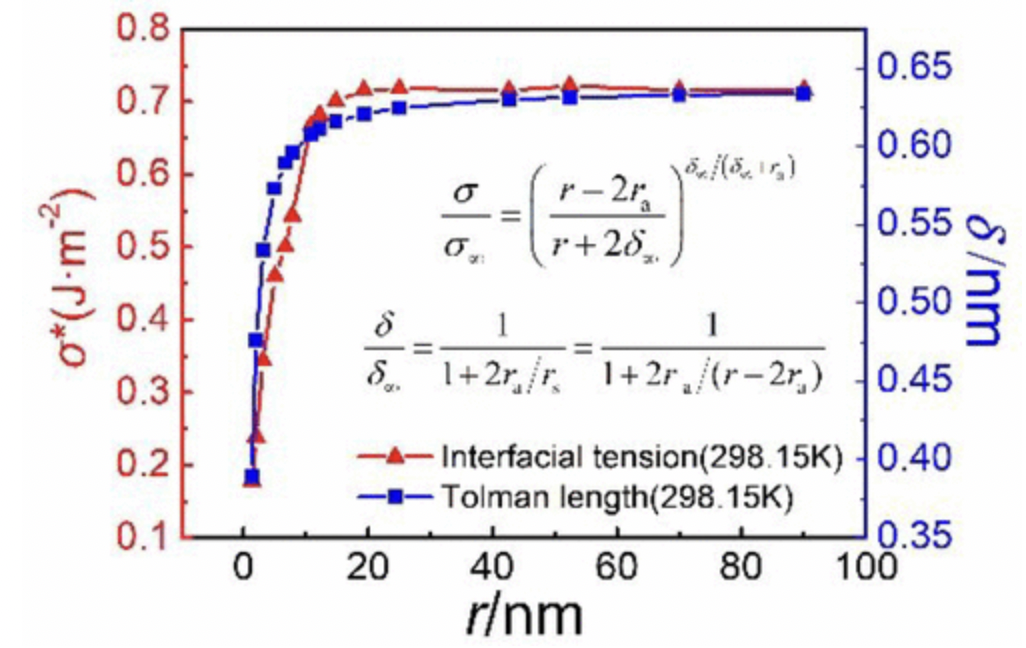 0.8
0.7
0.6
0.5
0.4
0.3
0.2
0.1
σ*(J·m⁻²)
0.65
0.60
0.55
0.50
0.45
0.40
0.35
δ/nm
σ/σ∞ = ((r−2rₐ)/(r+2δ∞))^(δ∞/(δ∞+rₐ))
δ/δ∞ = 1/(1+2rₐ/rₛ) = 1/(1+2rₐ/(r−2rₐ))
Interfacial tension(298.15K)
Tolman length(298.15K)
0 20 40 60 80 100
r/nm